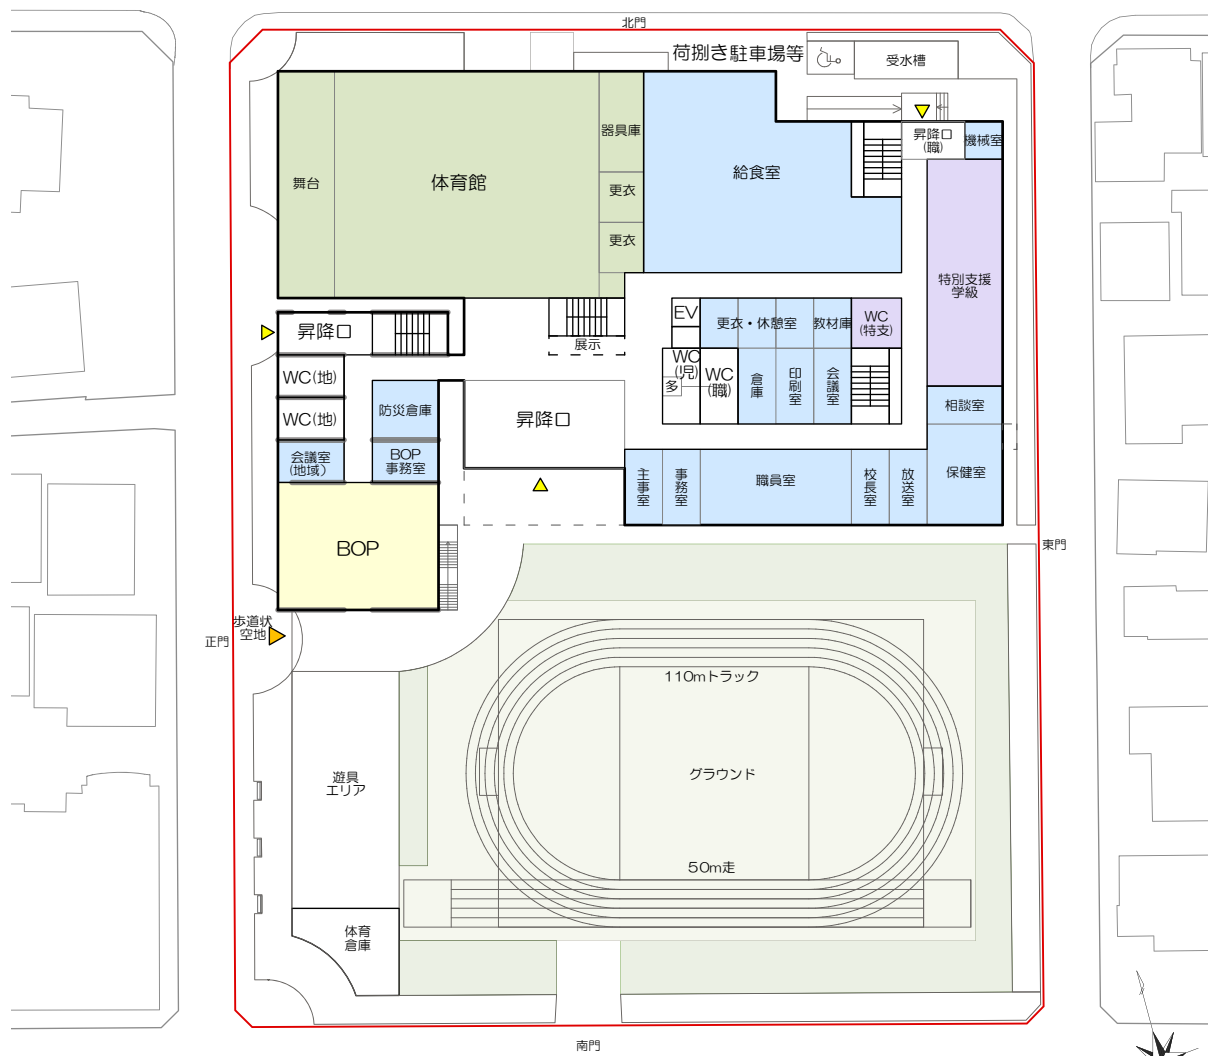 北門
荷捌き駐車場等
受水槽
昇降口
(職)
機械室
器具庫
舞台
体育館
更衣
更衣
給食室
特別支援
学級
EV
更衣・休憩室
教材庫
WC
(特支)
昇降口
展示
WC
(児)
多
WC
(職)
倉庫
印刷室
会議室
WC(地)
WC(地)
防災倉庫
相談室
昇降口
会議室
(地域)
BOP
事務室
主事室
事務室
職員室
校長室
放送室
保健室
BOP
東門
歩道状
空地
正門
110mトラック
遊具
エリア
グラウンド
50m走
体育
倉庫
南門